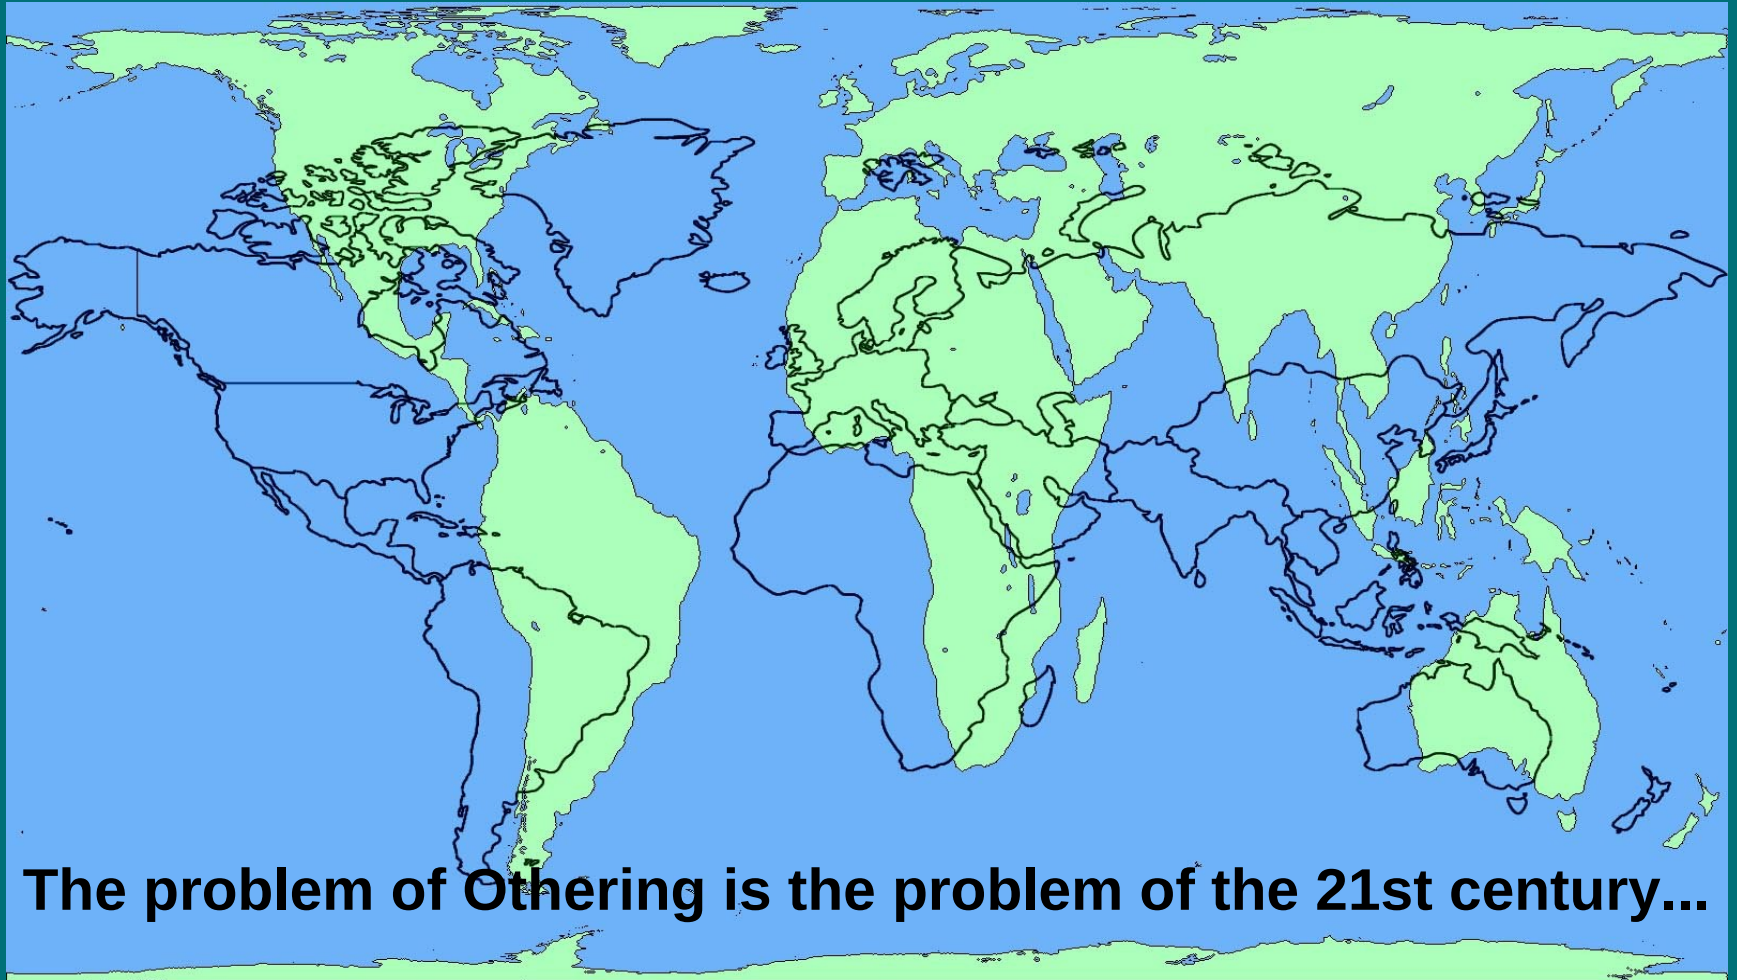 The problem of Othering is the problem of the 21st century...